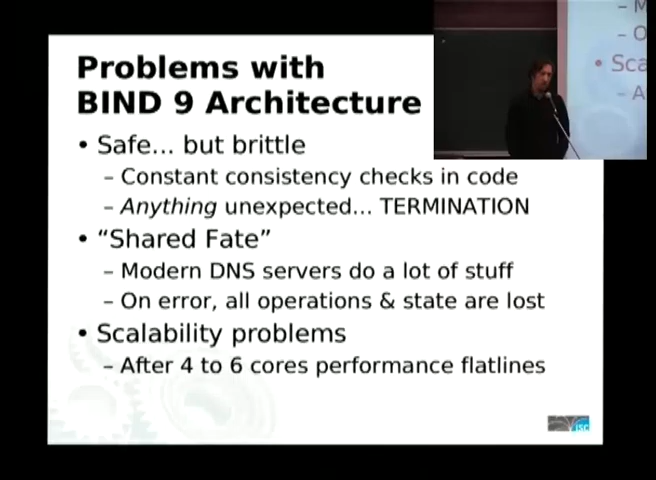 Problems with
BIND 9 Architecture
• Safe... but brittle
– Constant consistency checks in code
– Anything unexpected... TERMINATION
• “Shared Fate”
– Modern DNS servers do a lot of stuff
– On error, all operations & state are lost
• Scalability problems
– After 4 to 6 cores performance flatlines
isc
– M
– O
• Sca
– A